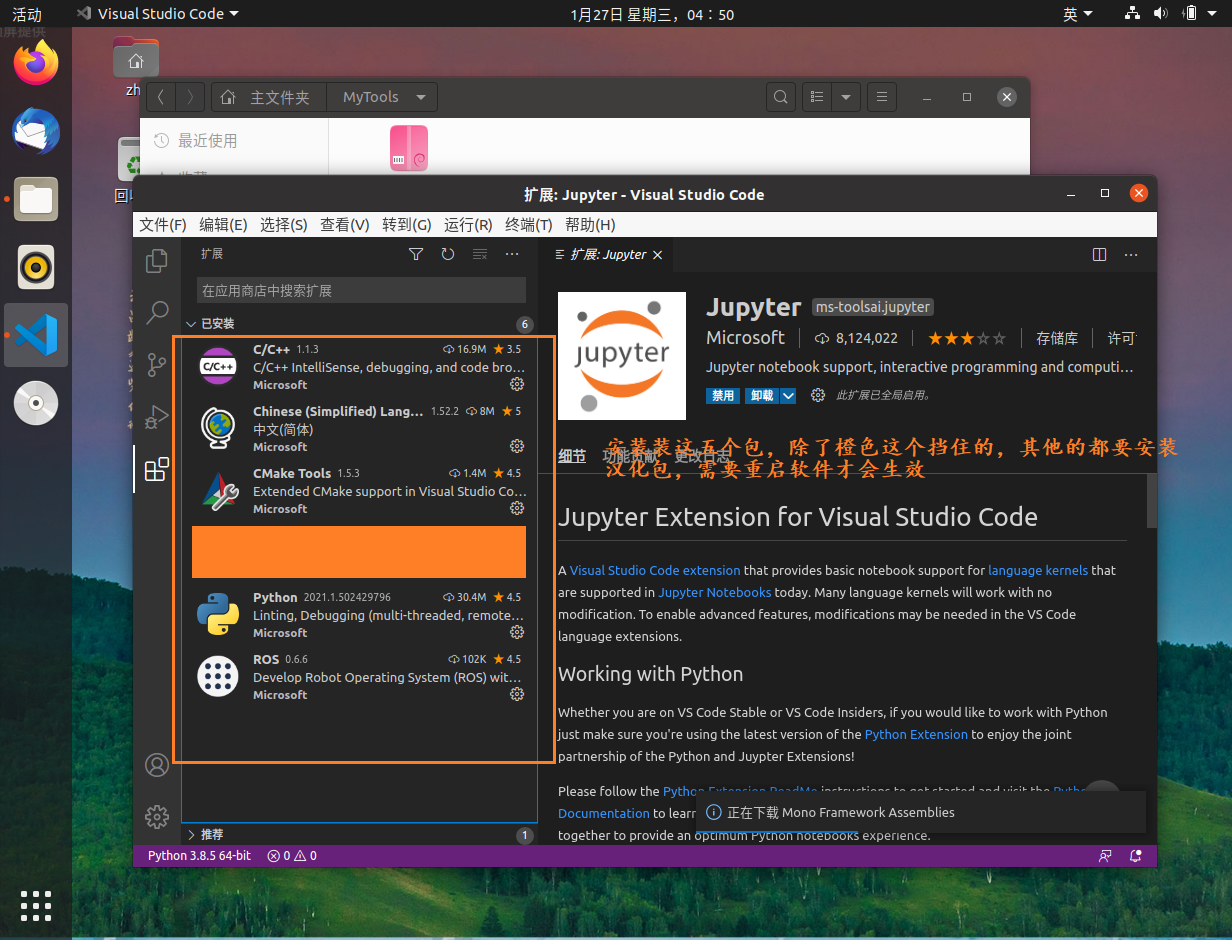 活动
Visual Studio Code
1月27日 星期三，04：50
英
主文件夹
MyTools
最近使用
扩展: Jupyter - Visual Studio Code
文件(F) 编辑(E) 选择(S) 查看(V) 转到(G) 运行(R) 终端(T) 帮助(H)
扩展
在应用商店中搜索扩展
已安装 6
C/C++ 1.1.3 16.9M 3.5
C/C++ IntelliSense, debugging, and code bro...
Microsoft
Chinese (Simplified) Lang... 1.52.2 8M 5
中文(简体)
Microsoft
CMake Tools 1.5.3 1.4M 4.5
Extended CMake support in Visual Studio Co...
Microsoft
Python 2021.1.502429796 30.4M 4.5
Linting, Debugging (multi-threaded, remote...
Microsoft
ROS 0.6.6 102K 4.5
Develop Robot Operating System (ROS) wit...
Microsoft
推荐 1
扩展: Jupyter
jupyter
Jupyter ms-toolsai.jupyter
Microsoft 8,124,022 存储库 许可
Jupyter notebook support, interactive programming and computi...
禁用 卸载 此扩展已全局启用。
安装装这五个包，除了橙色这个挡住的，其他的都要安装
汉化包，需要重启软件才会生效
细节 功能贡献 更改日志
Jupyter Extension for Visual Studio Code
A Visual Studio Code extension that provides basic notebook support for language kernels that
are supported in Jupyter Notebooks today. Many language kernels will work with no
modification. To enable advanced features, modifications may be needed in the VS Code
language extensions.
Working with Python
Whether you are on VS Code Stable or VS Code Insiders, if you would like to work with Python
just make sure you're using the latest version of the Python Extension to enjoy the joint
partnership of the Python and Juypter Extensions!
Please follow the Python Extension ReadMe instructions to get started and visit the Pytho
Documentation to lear
together to provide an optimum Python notebooks experience.
正在下载 Mono Framework Assemblies
Python 3.8.5 64-bit 0 0